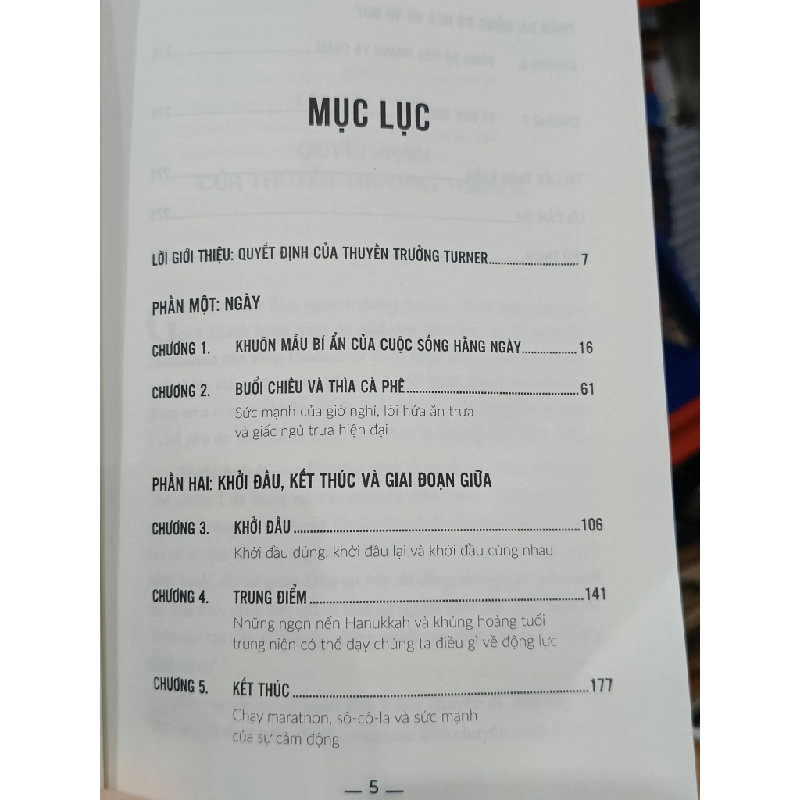 MỤC LỤC
LỜI GIỚI THIỆU: QUYẾT ĐỊNH CỦA THUYỀN TRƯỞNG TURNER..................7
PHẦN MỘT: NGÀY
CHƯƠNG 1. KHUÔN MẪU BÍ ẨN CỦA CUỘC SỐNG HẰNG NGÀY..............16
CHƯƠNG 2. BUỔI CHIỀU VÀ THÌA CÀ PHÊ..................................61
Sức mạnh của giờ nghỉ, lời hứa ăn trưa
và giấc ngủ trưa hiện đại
PHẦN HAI: KHỞI ĐẦU, KẾT THÚC VÀ GIAI ĐOẠN GIỮA
CHƯƠNG 3. KHỞI ĐẦU..........................................................106
Khởi đầu đúng, khởi đầu lại và khởi đầu cùng nhau
CHƯƠNG 4. TRUNG ĐIỂM.......................................................141
Những ngọn nến Hanukkah và khủng hoảng tuổi
trung niên có thể dạy chúng ta điều gì về động lực
CHƯƠNG 5. KẾT THÚC............................................................177
Chạy marathon, sô-cô-la và sức mạnh
của sự cảm động
— 5 —